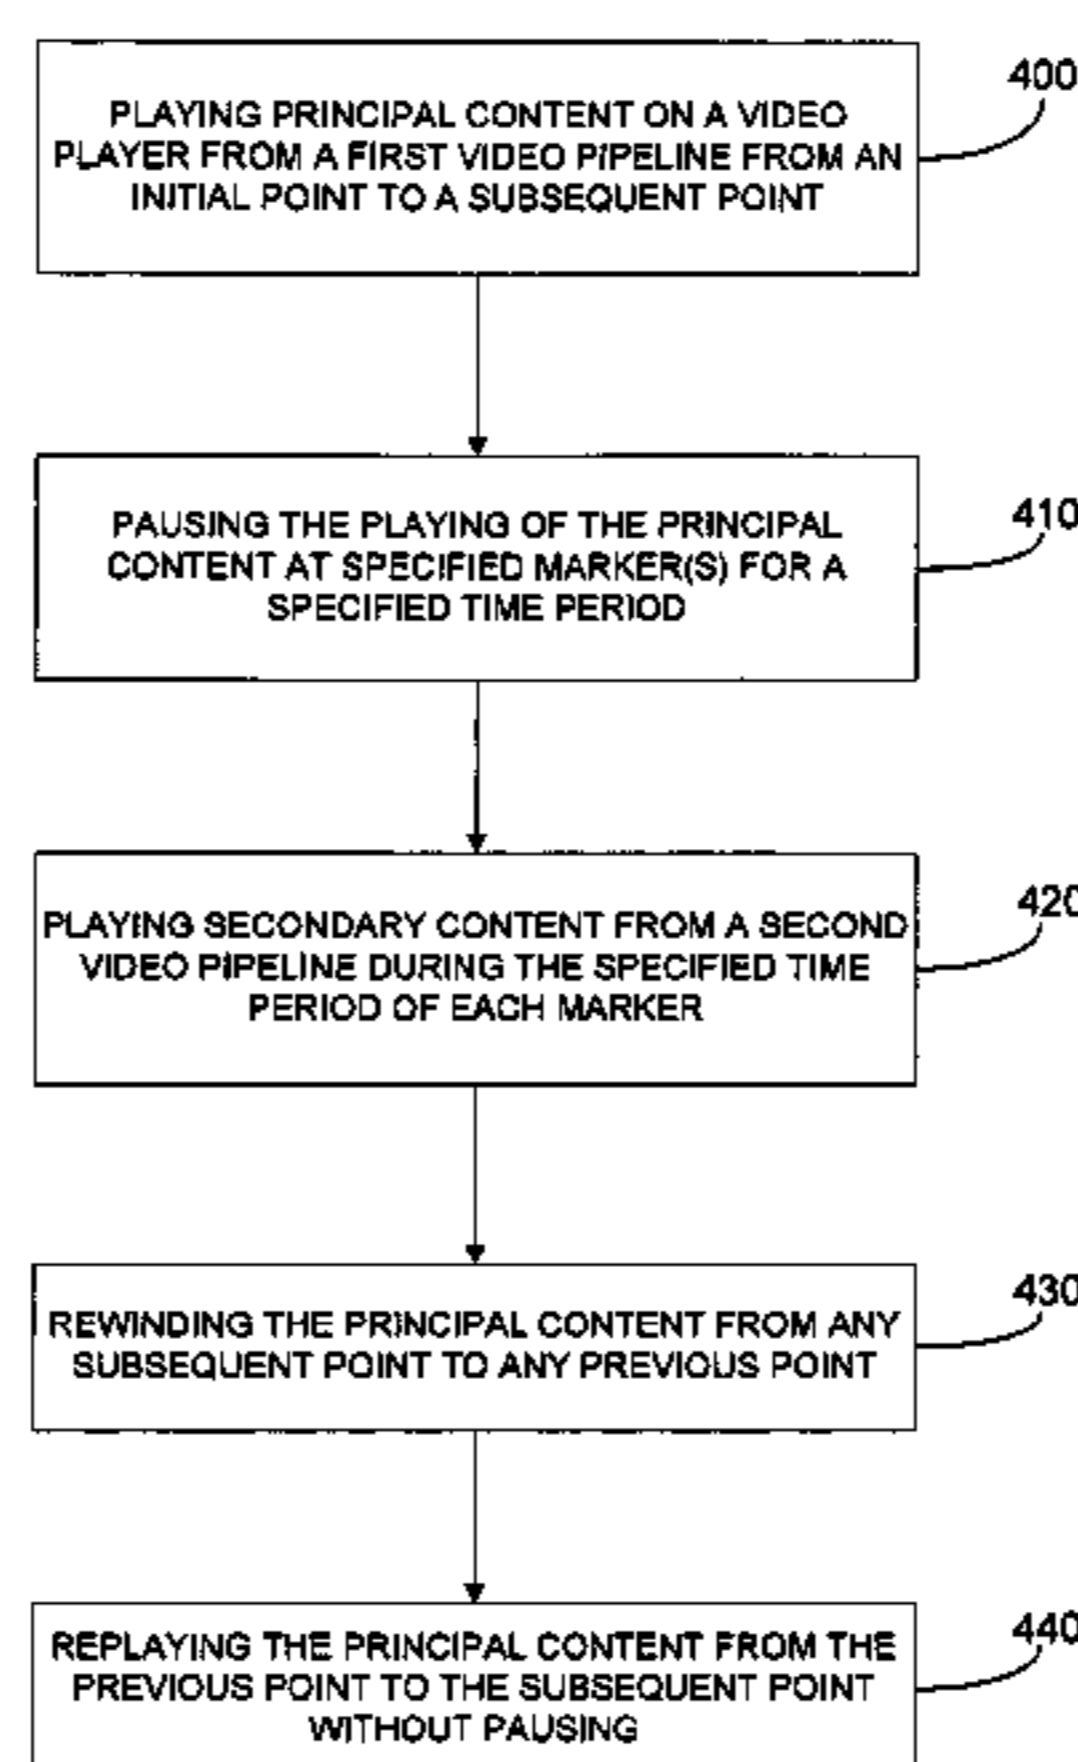 400
PLAYING PRINCIPAL CONTENT ON A VIDEO
PLAYER FROM A FIRST VIDEO PIPELINE FROM AN
INITIAL POINT TO A SUBSEQUENT POINT
410
PAUSING THE PLAYING OF THE PRINCIPAL
CONTENT AT SPECIFIED MARKER(S) FOR A
SPECIFIED TIME PERIOD
420
PLAYING SECONDARY CONTENT FROM A SECOND
VIDEO PIPELINE DURING THE SPECIFIED TIME
PERIOD OF EACH MARKER
430
REWINDING THE PRINCIPAL CONTENT FROM ANY
SUBSEQUENT POINT TO ANY PREVIOUS POINT
440
REPLAYING THE PRINCIPAL CONTENT FROM THE
PREVIOUS POINT TO THE SUBSEQUENT POINT
WITHOUT PAUSING